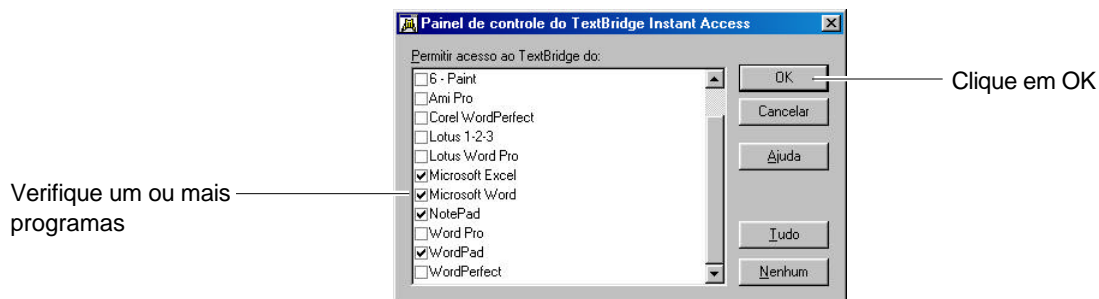 Painel de controle do TextBridge Instant Access
Permitir acesso ao TextBridge do:
6 - Paint
Ami Pro
Corel WordPerfect
Lotus 1-2-3
Lotus Word Pro
Microsoft Excel
Microsoft Word
NotePad
Word Pro
WordPad
WordPerfect
OK
Cancelar
Ajuda
Tudo
Nenhum
Clique em OK
Verifique um ou mais
programas